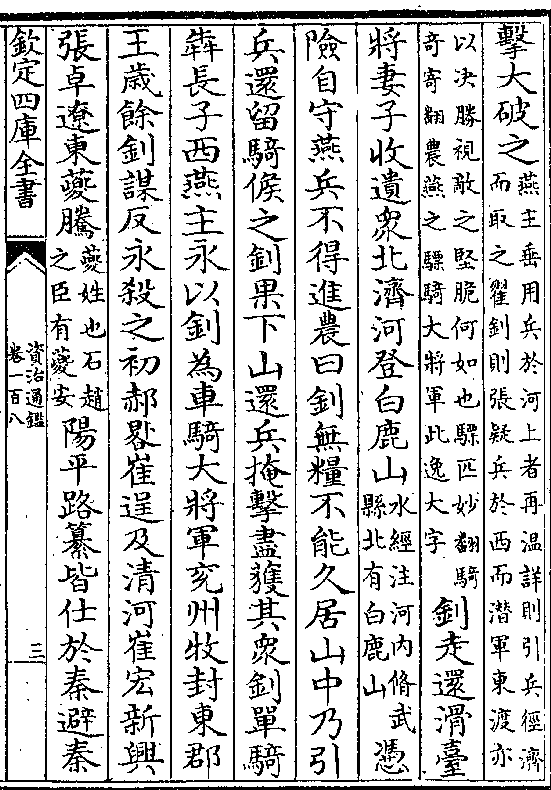 擊大破之燕主垂用兵於河上者再溫詳則引兵徑濟
而取之翟釗則張疑兵於西而潛軍東渡亦
以決勝視敵之堅脆何如也驃匹妙翻騎
奇寄翻農燕之驃騎大將軍此逸大字釗走還滑臺
將妻子收遺衆北濟河登白鹿山水經注河內脩武
縣北有白鹿山憑
險自守燕兵不得進農曰釗無糧不能久居山中乃引
兵還留騎候之釗果下山還兵掩擊盡獲其衆釗單騎
犇長子西燕主永以釗為車騎大將軍兖州牧封東郡
王歲餘釗謀反永殺之初郝晷崔逞及清河崔宏新興
張卓遼東夔騰夔姓也石趙
之臣有夔安陽平路纂皆仕於秦避秦
欽定四庫全書
資治通鑑
卷一百八
三